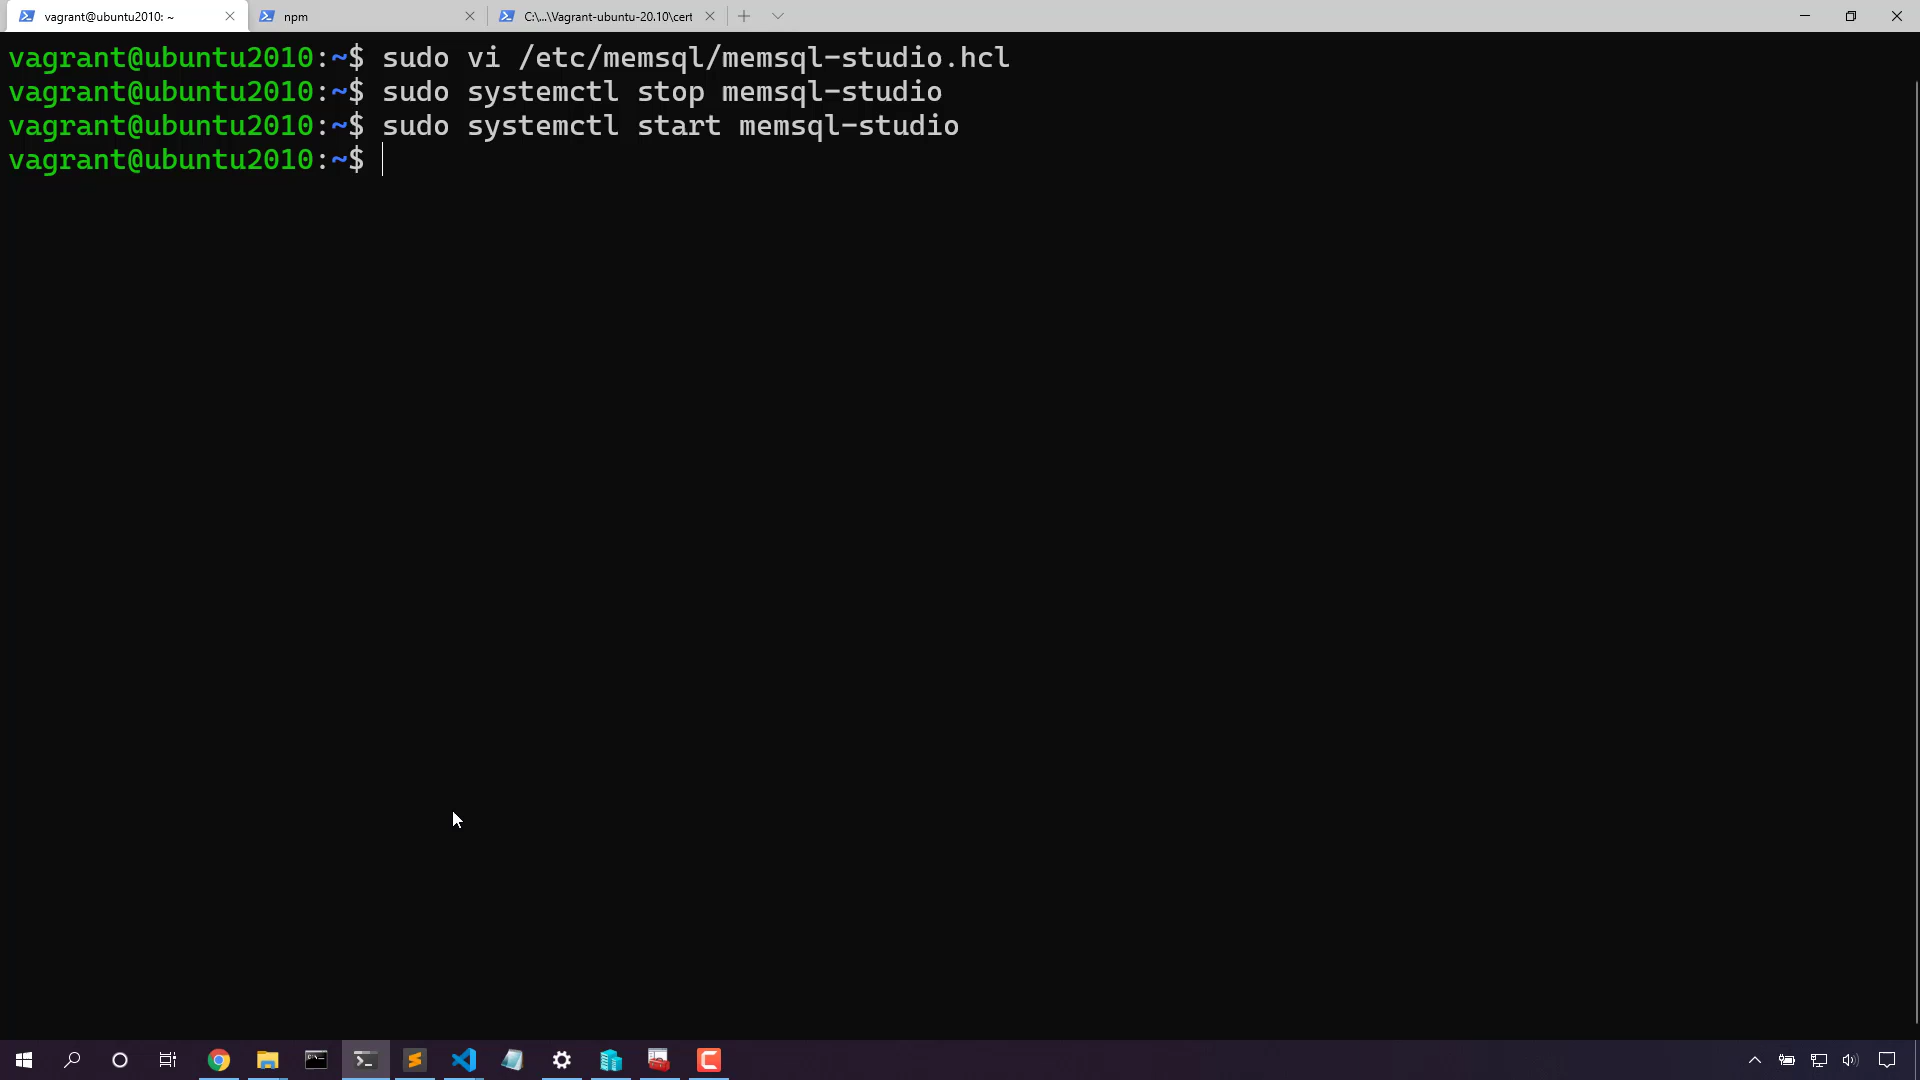 vagrant@ubuntu2010: ~
npm
C:\...\Vagrant-ubuntu-20.10\cert
vagrant@ubuntu2010:~$ sudo vi /etc/memsql/memsql-studio.hcl
vagrant@ubuntu2010:~$ sudo systemctl stop memsql-studio
vagrant@ubuntu2010:~$ sudo systemctl start memsql-studio
vagrant@ubuntu2010:~$